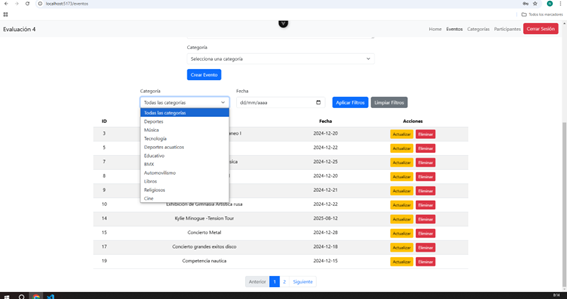 localhost:5173/eventos
Todos los marcadores
Evaluación 4
Home Eventos Categorías Participantes Cerrar Sesión
Categoría
Selecciona una categoría
Crear Evento
Categoría Fecha
Todas las categorías dd/mm/aaaa Aplicar Filtros Limpiar Filtros
Todas las categorías
Deportes
Música
Tecnología
Deportes acuaticos
Educativo
BMX
Automovilismo
Libros
Religiosos
Cine
ID Fecha Acciones
3 2024-12-20 Actualizar Eliminar
5 2024-12-22 Actualizar Eliminar
7 2024-12-25 Actualizar Eliminar
8 2024-12-20 Actualizar Eliminar
9 2024-12-21 Actualizar Eliminar
10 Exhibición de Gimnasia Artística rusa 2024-12-22 Actualizar Eliminar
14 Kylie Minogue -Tension Tour 2025-08-12 Actualizar Eliminar
15 Concierto Metal 2024-12-28 Actualizar Eliminar
17 Concierto grandes exitos disco 2024-12-18 Actualizar Eliminar
19 Competencia nautica 2024-12-15 Actualizar Eliminar
Anterior 1 2 Siguiente